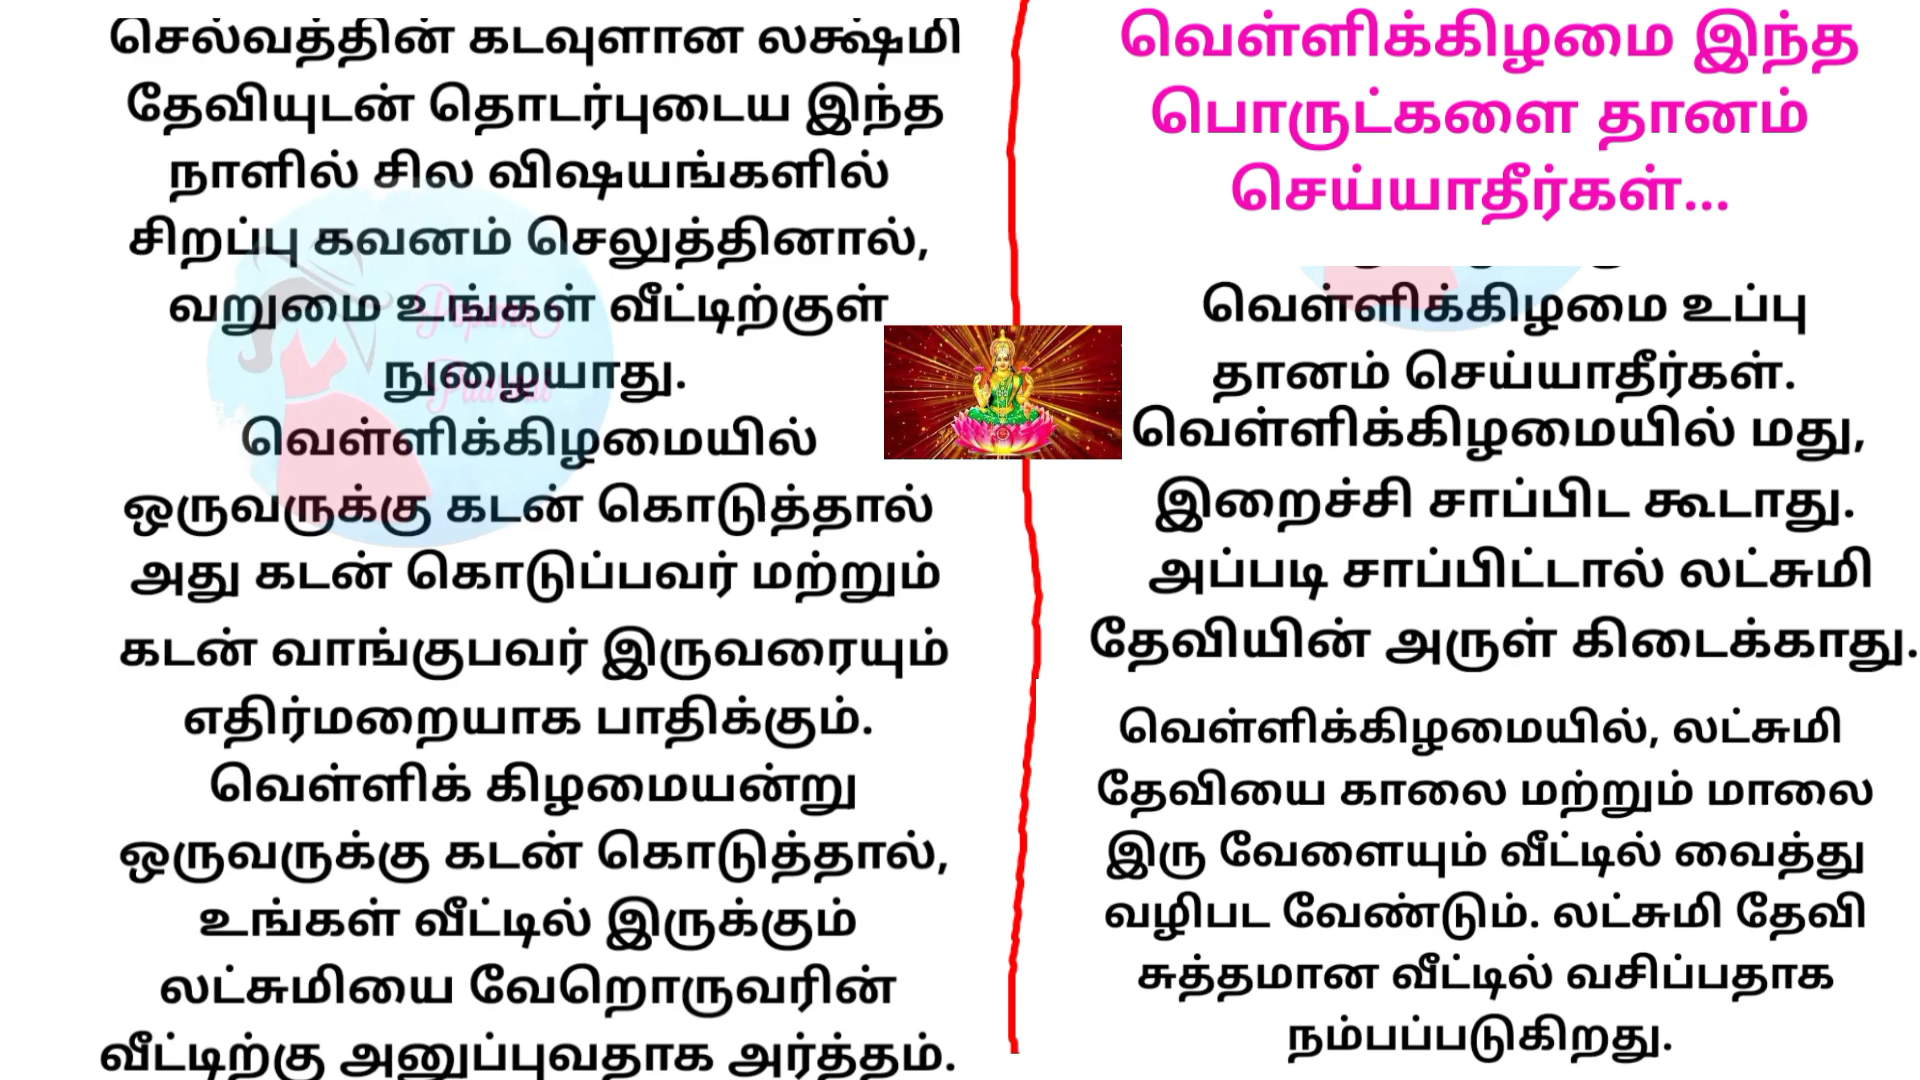 செல்வத்தின் கடவுளான லக்ஷ்மி
தேவியுடன் தொடர்புடைய இந்த
நாளில் சில விஷயங்களில்
சிறப்பு கவனம் செலுத்தினால்,
வறுமை உங்கள் வீட்டிற்குள்
நுழையாது.
வெள்ளிக்கிழமையில்
ஒருவருக்கு கடன் கொடுத்தால்
அது கடன் கொடுப்பவர் மற்றும்
கடன் வாங்குபவர் இருவரையும்
எதிர்மறையாக பாதிக்கும்.
வெள்ளிக் கிழமையன்று
ஒருவருக்கு கடன் கொடுத்தால்,
உங்கள் வீட்டில் இருக்கும்
லட்சுமியை வேறொருவரின்
வீட்டிற்கு அனுப்புவதாக அர்த்தம்.
வெள்ளிக்கிழமை இந்த
பொருட்களை தானம்
செய்யாதீர்கள்...
வெள்ளிக்கிழமை உப்பு
தானம் செய்யாதீர்கள்.
வெள்ளிக்கிழமையில் மது,
இறைச்சி சாப்பிட கூடாது.
அப்படி சாப்பிட்டால் லட்சுமி
தேவியின் அருள் கிடைக்காது.
வெள்ளிக்கிழமையில், லட்சுமி
தேவியை காலை மற்றும் மாலை
இரு வேளையும் வீட்டில் வைத்து
வழிபட வேண்டும். லட்சுமி தேவி
சுத்தமான வீட்டில் வசிப்பதாக
நம்பப்படுகிறது.